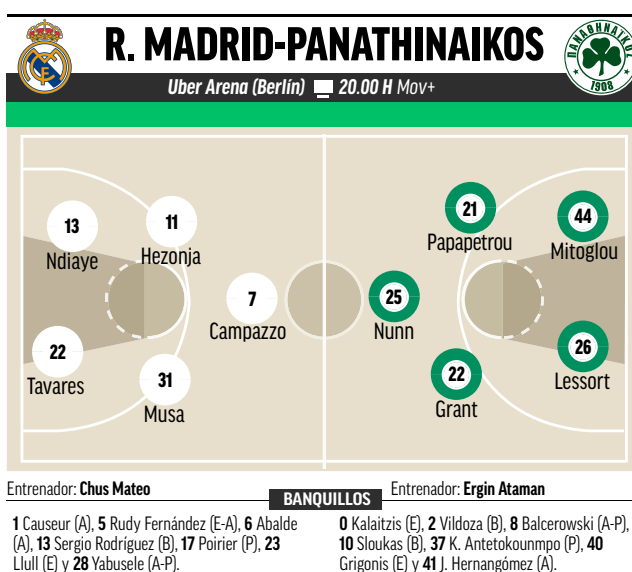 R. MADRID-PANATHINAIKOS
ΠΑΝΑΘΗΝΑΙΚΟΣ
1908
Uber Arena (Berlín) 20.00 H Mov+
13
Ndiaye
11
Hezonja
7
Campazzo
22
Tavares
31
Musa
21
Papapetrou
44
Mitoglou
25
Nunn
22
Grant
26
Lessort
Entrenador: Chus Mateo
Entrenador: Ergin Ataman
BANQUILLOS
1 Causeur (A), 5 Rudy Fernández (E-A), 6 Abalde
(A), 13 Sergio Rodríguez (B), 17 Poirier (P), 23
Llull (E) y 28 Yabusele (A-P).
0 Kalaitzis (E), 2 Vildoza (B), 8 Balcerowski (A-P),
10 Sloukas (B), 37 K. Antetokounmpo (P), 40
Grigonis (E) y 41 J. Hernangómez (A).